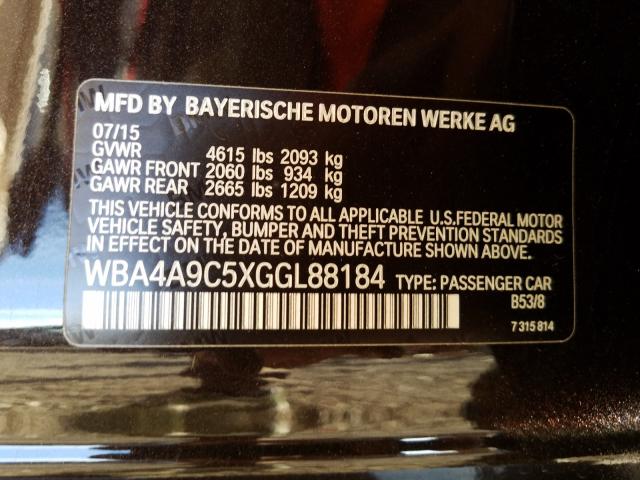 MFD BY BAYERISCHE MOTOREN WERKE AG
07/15
GVWR 4615 lbs 2093 kg
GAWR FRONT 2060 lbs 934 kg
GAWR REAR 2665 lbs 1209 kg
THIS VEHICLE CONFORMS TO ALL APPLICABLE U.S.FEDERAL MOTOR
VEHICLE SAFETY, BUMPER AND THEFT PREVENTION STANDARDS
IN EFFECT ON THE DATE OF MANUFACTURE SHOWN ABOVE.
WBA4A9C5XGGL88184 TYPE: PASSENGER CAR
B53/8
7 315 814